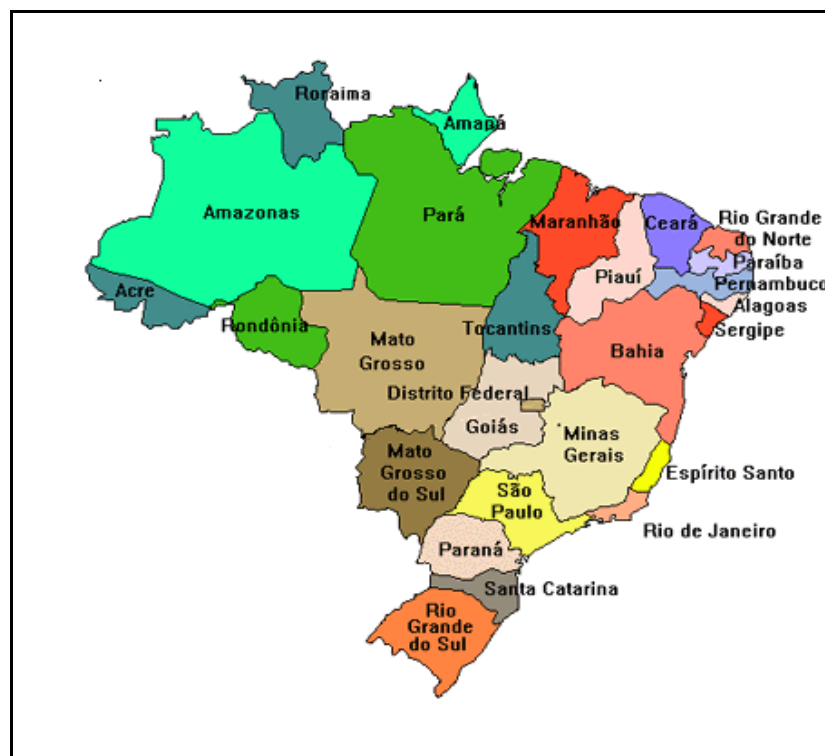 Roraima
Amapá
Amazonas
Pará
Maranhão
Ceará
Rio Grande
do Norte
Paraíba
Piauí
Pernambuco
Alagoas
Acre
Rondônia
Tocantins
Sergipe
Mato
Grosso
Bahia
Distrito Federal
Goiás
Minas
Gerais
Mato
Grosso
do Sul
Espírito Santo
São
Paulo
Rio de Janeiro
Paraná
Santa Catarina
Rio
Grande
do Sul